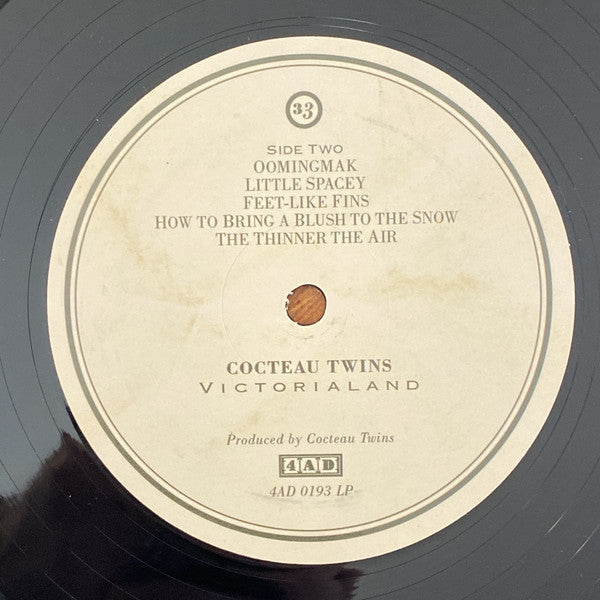 33
SIDE TWO
OOMINGMAK
LITTLE SPACEY
FEET-LIKE FINS
HOW TO BRING A BLUSH TO THE SNOW
THE THINNER THE AIR
COCTEAU TWINS
VICTORIALAND
Produced by Cocteau Twins
4AD
4AD 0193 LP